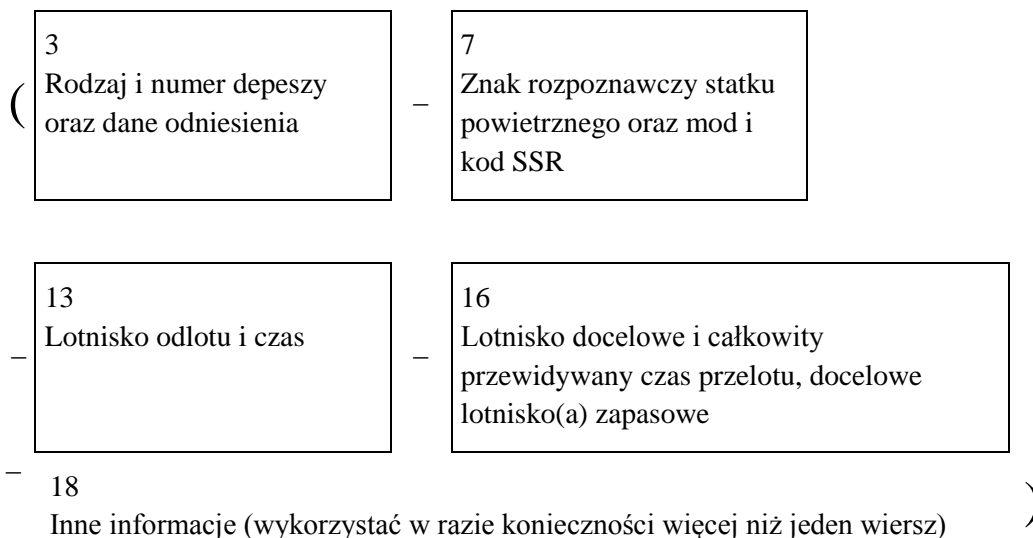 3
Rodzaj i numer depeszy
oraz dane odniesienia
(
–
7
Znak rozpoznawczy statku
powietrznego oraz mod i
kod SSR
–
13
Lotnisko odlotu i czas
–
16
Lotnisko docelowe i całkowity
przewidywany czas przelotu, docelowe
lotnisko(a) zapasowe
–
18
Inne informacje (wykorzystać w razie konieczności więcej niż jeden wiersz)
)